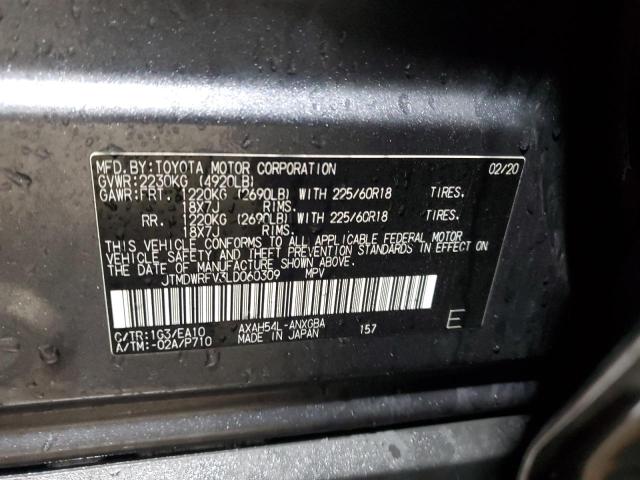 MFD.BY:TOYOTA MOTOR CORPORATION 02/20
GVWR:2230KG (4920LB)
GAWR:FRT. 1220KG (2690LB) WITH 225/60R18 TIRES.
18X7J RIMS.
RR. 1220KG (2690LB) WITH 225/60R18 TIRES.
18X7J RIMS.
THIS VEHICLE CONFORMS TO ALL APPLICABLE FEDERAL MOTOR
VEHICLE SAFETY AND THEFT PREVENTION STANDARDS IN EFFECT ON
THE DATE OF MANUFACTURE SHOWN ABOVE.
JTMDWRFV3LD060309 MPV
C/TR:1G3/EA10 AXAH54L-ANXGBA 157 E
A/TM:-02A/P710 MADE IN JAPAN